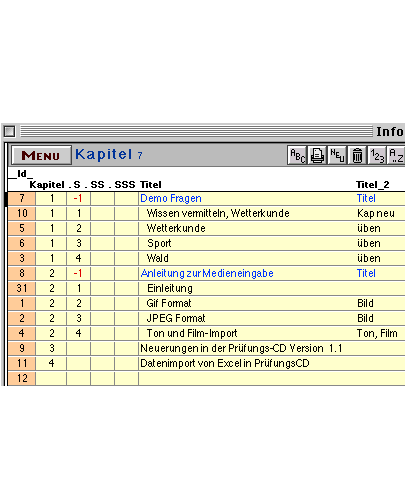 Info
MENU Kapitel 7 ABC NEU 123 A..Z
_Id_
Kapitel . S . SS . SSS Titel Titel_2
7 1 -1 Demo Fragen Titel
10 1 1 Wissen vermitteln, Wetterkunde Kap neu
5 1 2 Wetterkunde üben
6 1 3 Sport üben
3 1 4 Wald üben
8 2 -1 Anleitung zur Medieneingabe Titel
31 2 1 Einleitung
1 2 2 Gif Format Bild
2 2 3 JPEG Format Bild
4 2 4 Ton und Film-Import Ton, Film
9 3 Neuerungen in der Prüfungs-CD Version 1.1
11 4 Datenimport von Excel in PrüfungsCD
12